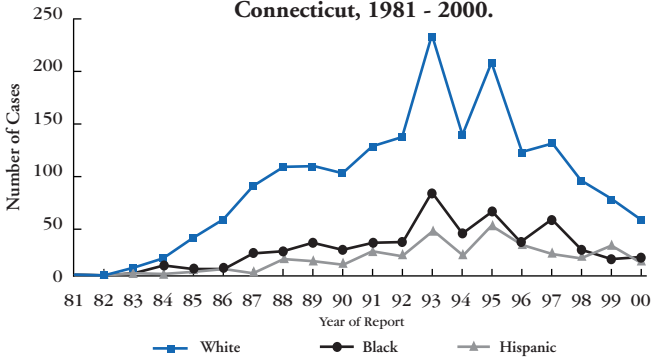 Connecticut, 1981 - 2000.
Number of Cases
250
200
150
100
50
0
81 82 83 84 85 86 87 88 89 90 91 92 93 94 95 96 97 98 99 00
Year of Report
White Black Hispanic